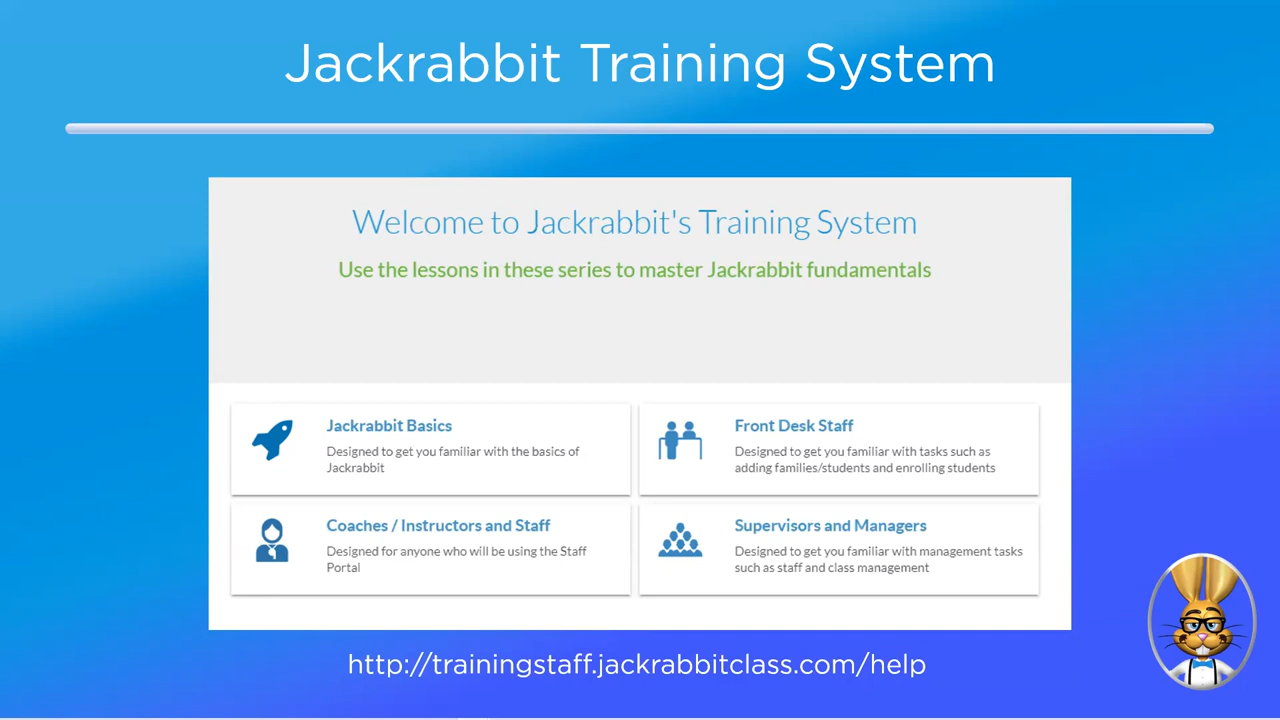 Jackrabbit Training System
Welcome to Jackrabbit's Training System
Use the lessons in these series to master Jackrabbit fundamentals
Jackrabbit Basics
Designed to get you familiar with the basics of
Jackrabbit
Front Desk Staff
Designed to get you familiar with tasks such as
adding families/students and enrolling students
Coaches / Instructors and Staff
Designed for anyone who will be using the Staff
Portal
Supervisors and Managers
Designed to get you familiar with management tasks
such as staff and class management
http://trainingstaff.jackrabbitclass.com/help